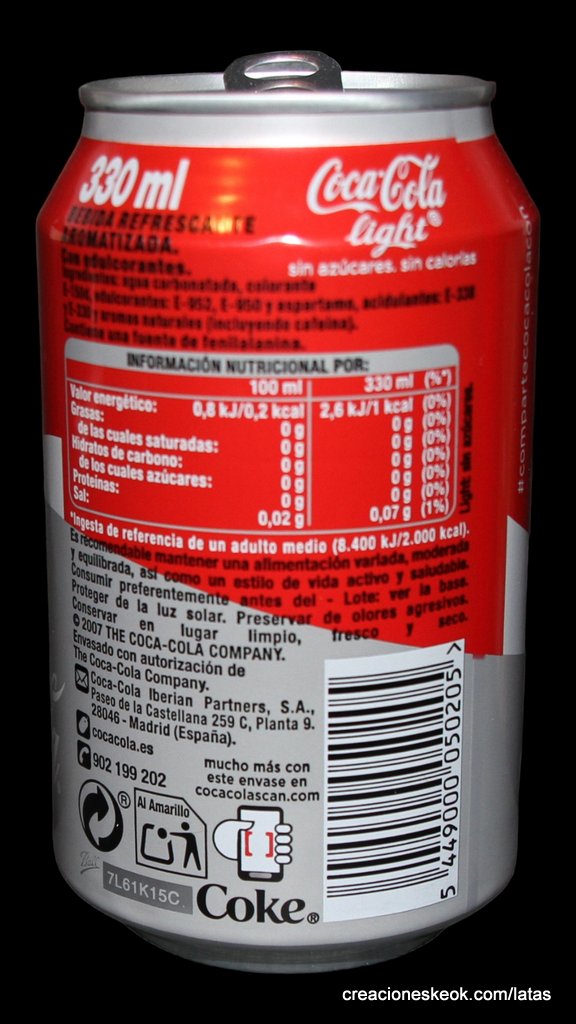 330 ml
Coca-Cola
light®
sin azúcares. sin calorías
BEBIDA REFRESCANTE
AROMATIZADA.
Con edulcorantes.
Ingredientes: agua carbonatada, colorante
E-150d, edulcorantes: E-952, E-950 y aspartamo, acidulantes: E-338
y E-330 y aromas naturales (incluyendo cafeína).
Contiene una fuente de fenilalanina.
#compartecocacolacon
INFORMACIÓN NUTRICIONAL POR:
100 ml 330 ml (%*)
Valor energético: 0,8 kJ/0,2 kcal 2,6 kJ/1 kcal (0%)
Grasas: 0 g 0 g (0%)
de las cuales saturadas: 0 g 0 g (0%)
Hidratos de carbono: 0 g 0 g (0%)
de los cuales azúcares: 0 g 0 g (0%)
Proteínas: 0 g 0 g (0%)
Sal: 0,02 g 0,07 g (1%)
Light: sin azúcares.
*Ingesta de referencia de un adulto medio (8.400 kJ/2.000 kcal).
Es recomendable mantener una alimentación variada, moderada
y equilibrada, así como un estilo de vida activo y saludable.
Consumir preferentemente antes del - Lote: ver la base.
Proteger de la luz solar. Preservar de olores agresivos.
Conservar en lugar limpio, fresco y seco.
© 2007 THE COCA-COLA COMPANY.
Envasado con autorización de
The Coca-Cola Company.
Coca-Cola Iberian Partners, S.A.,
Paseo de la Castellana 259 C, Planta 9.
28046 - Madrid (España).
cocacola.es
902 199 202
mucho más con
este envase en
cocacolascan.com
®
Al Amarillo
Ball
7L61K15C
Coke®
5 449000 050205 >
creacioneskeok.com/latas